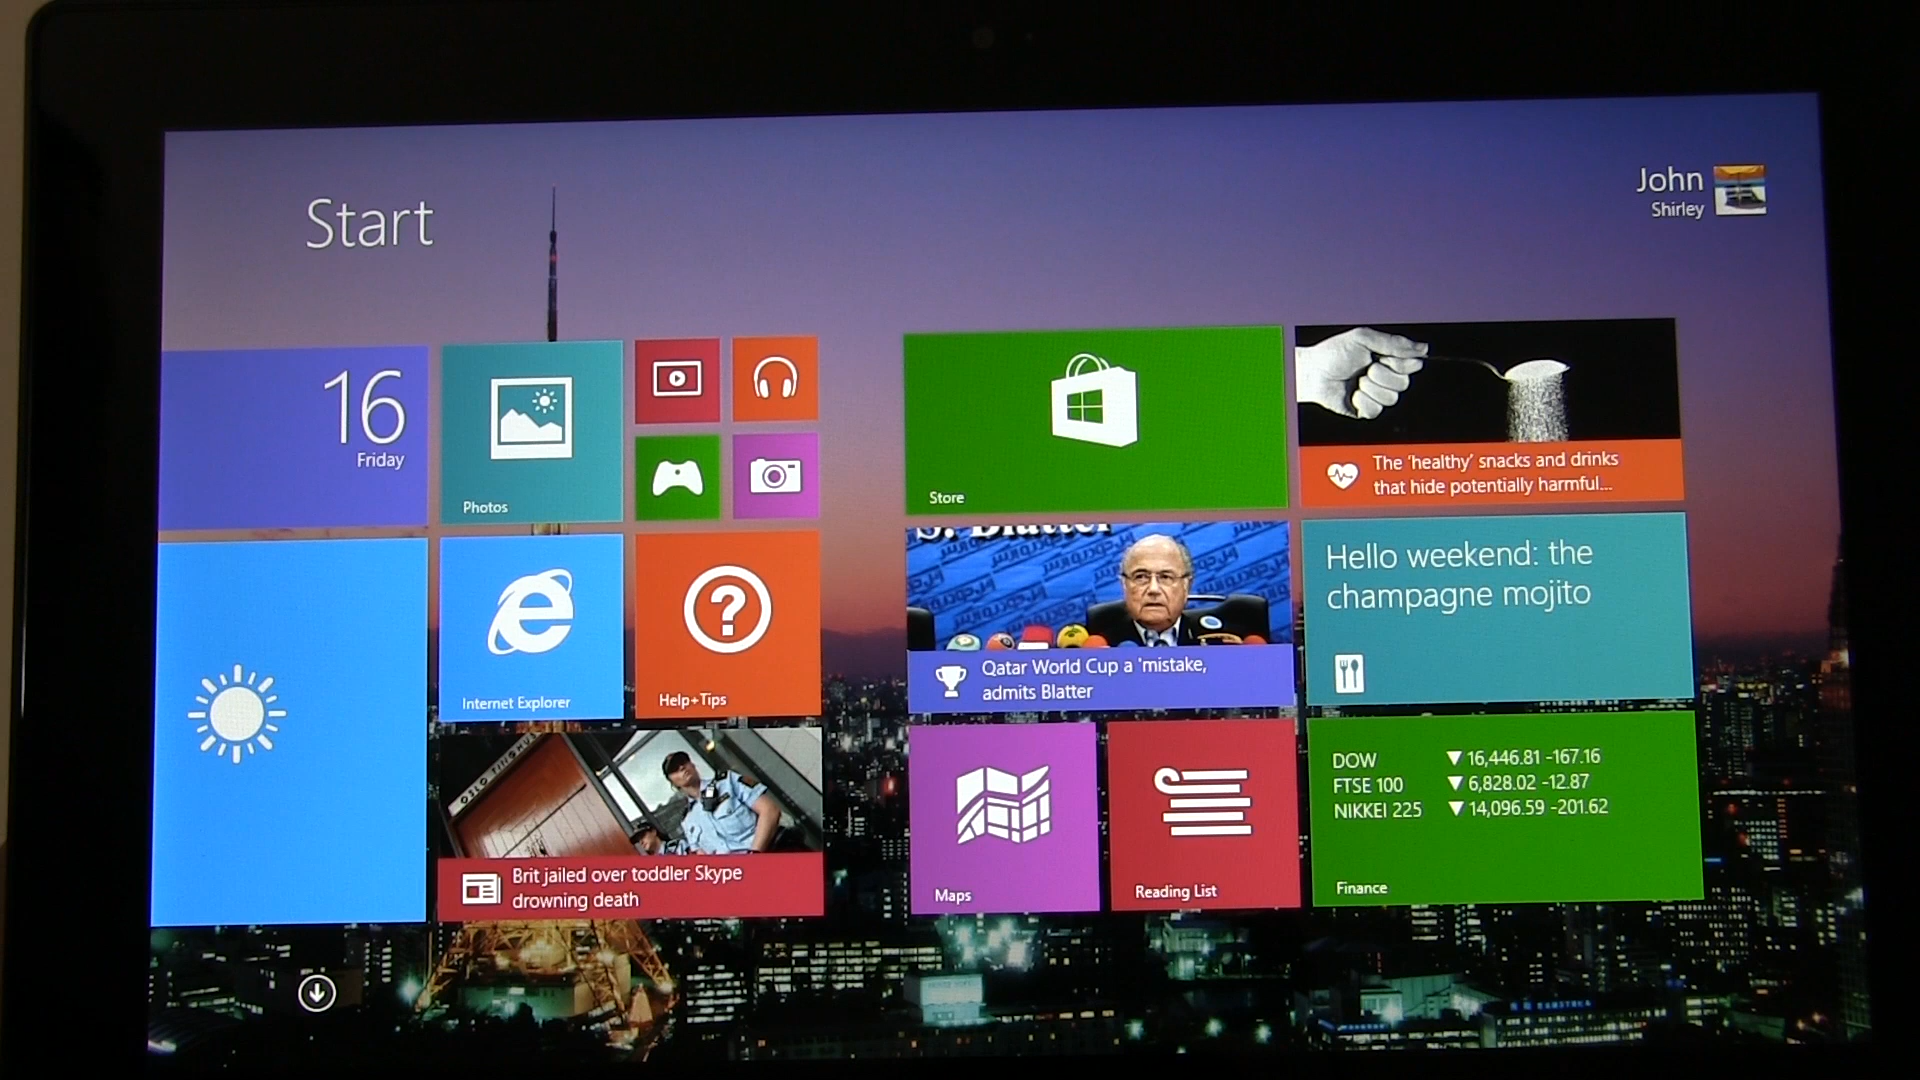 Start
John
Shirley
16
Friday
Photos
Store
The 'healthy' snacks and drinks
that hide potentially harmful...
Internet Explorer
Help+Tips
S. Blatter
Qatar World Cup a 'mistake,
admits Blatter
Hello weekend: the
champagne mojito
OSLO TINGHU
Brit jailed over toddler Skype
drowning death
Maps
Reading List
DOW ▼ 16,446.81 -167.16
FTSE 100 ▼ 6,828.02 -12.87
NIKKEI 225 ▼ 14,096.59 -201.62
Finance